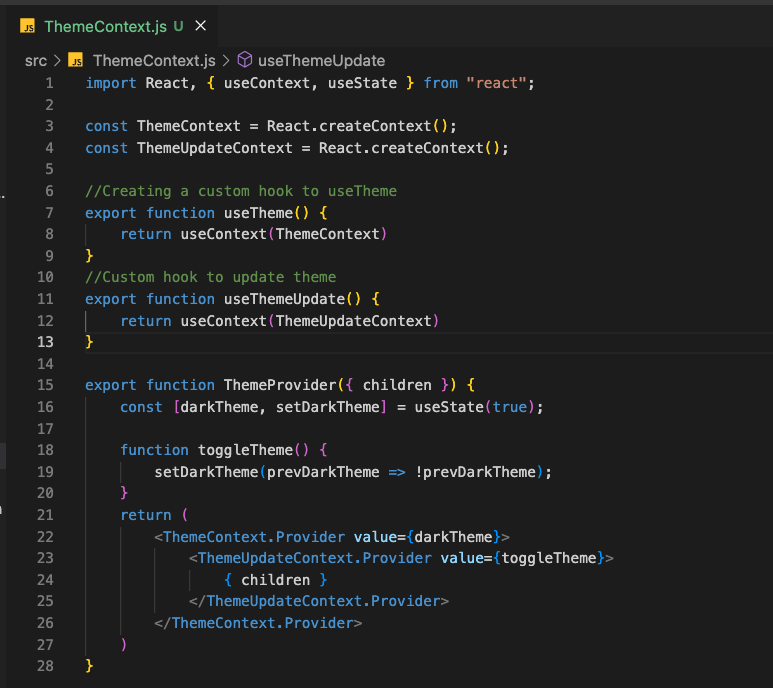 JS ThemeContext.js U ×
src > JS ThemeContext.js > useThemeUpdate
1 import React, { useContext, useState } from "react";
2
3 const ThemeContext = React.createContext();
4 const ThemeUpdateContext = React.createContext();
5
6 //Creating a custom hook to useTheme
7 export function useTheme() {
8     return useContext(ThemeContext)
9 }
10 //Custom hook to update theme
11 export function useThemeUpdate() {
12     return useContext(ThemeUpdateContext)
13 }
14
15 export function ThemeProvider({ children }) {
16     const [darkTheme, setDarkTheme] = useState(true);
17
18     function toggleTheme() {
19         setDarkTheme(prevDarkTheme => !prevDarkTheme);
20     }
21     return (
22         <ThemeContext.Provider value={darkTheme}>
23             <ThemeUpdateContext.Provider value={toggleTheme}>
24                 { children }
25             </ThemeUpdateContext.Provider>
26         </ThemeContext.Provider>
27     )
28 }